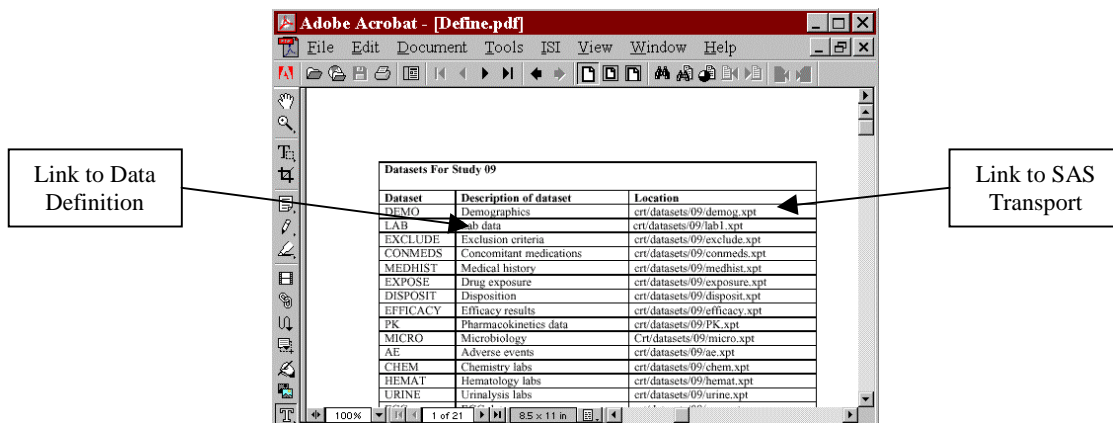 Adobe Acrobat - [Define.pdf]
File Edit Document Tools ISI View Window Help
Link to Data
Definition
Link to SAS
Transport
Datasets For Study 09
Dataset Description of dataset Location
DEMO Demographics crt/datasets/09/demog.xpt
LAB Lab data crt/datasets/09/lab1.xpt
EXCLUDE Exclusion criteria crt/datasets/09/exclude.xpt
CONMEDS Concomitant medications crt/datasets/09/conmeds.xpt
MEDHIST Medical history crt/datasets/09/medhist.xpt
EXPOSE Drug exposure crt/datasets/09/exposure.xpt
DISPOSIT Disposition crt/datasets/09/disposit.xpt
EFFICACY Efficacy results crt/datasets/09/efficacy.xpt
PK Pharmacokinetics data crt/datasets/09/PK.xpt
MICRO Microbiology Crt/datasets/09/micro.xpt
AE Adverse events crt/datasets/09/ae.xpt
CHEM Chemistry labs crt/datasets/09/chem.xpt
HEMAT Hematology labs crt/datasets/09/hemat.xpt
URINE Urinalysis labs crt/datasets/09/urine.xpt
100% 1 of 21 8.5 x 11 in